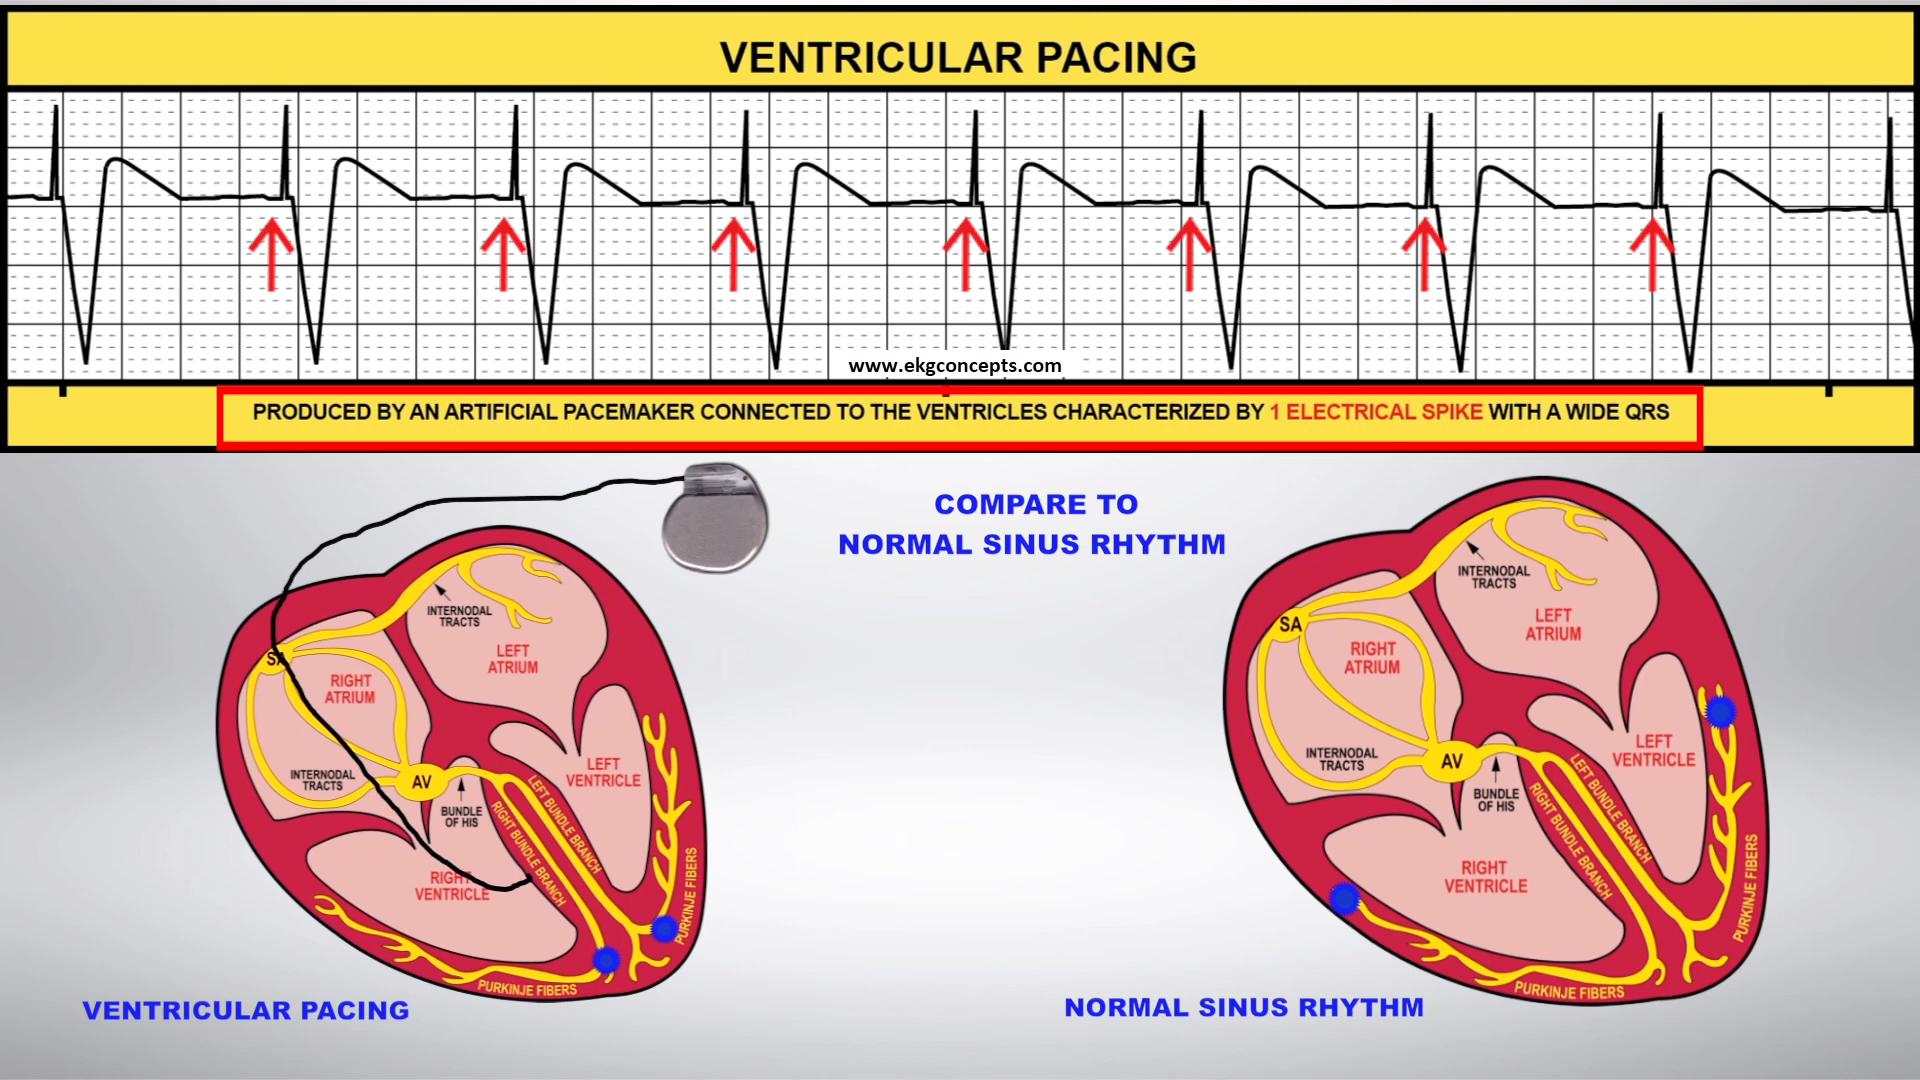 VENTRICULAR PACING
www.ekgconcepts.com
PRODUCED BY AN ARTIFICIAL PACEMAKER CONNECTED TO THE VENTRICLES CHARACTERIZED BY 1 ELECTRICAL SPIKE WITH A WIDE QRS
COMPARE TO
NORMAL SINUS RHYTHM
INTERNODAL
TRACTS
LEFT
ATRIUM
SA
RIGHT
ATRIUM
INTERNODAL
TRACTS
AV
BUNDLE
OF HIS
LEFT
VENTRICLE
LEFT BUNDLE BRANCH
RIGHT BUNDLE BRANCH
RIGHT
VENTRICLE
PURKINJE FIBERS
PURKINJE FIBERS
VENTRICULAR PACING
INTERNODAL
TRACTS
LEFT
ATRIUM
SA
RIGHT
ATRIUM
INTERNODAL
TRACTS
AV
BUNDLE
OF HIS
LEFT
VENTRICLE
LEFT BUNDLE BRANCH
RIGHT BUNDLE BRANCH
RIGHT
VENTRICLE
PURKINJE FIBERS
PURKINJE FIBERS
NORMAL SINUS RHYTHM